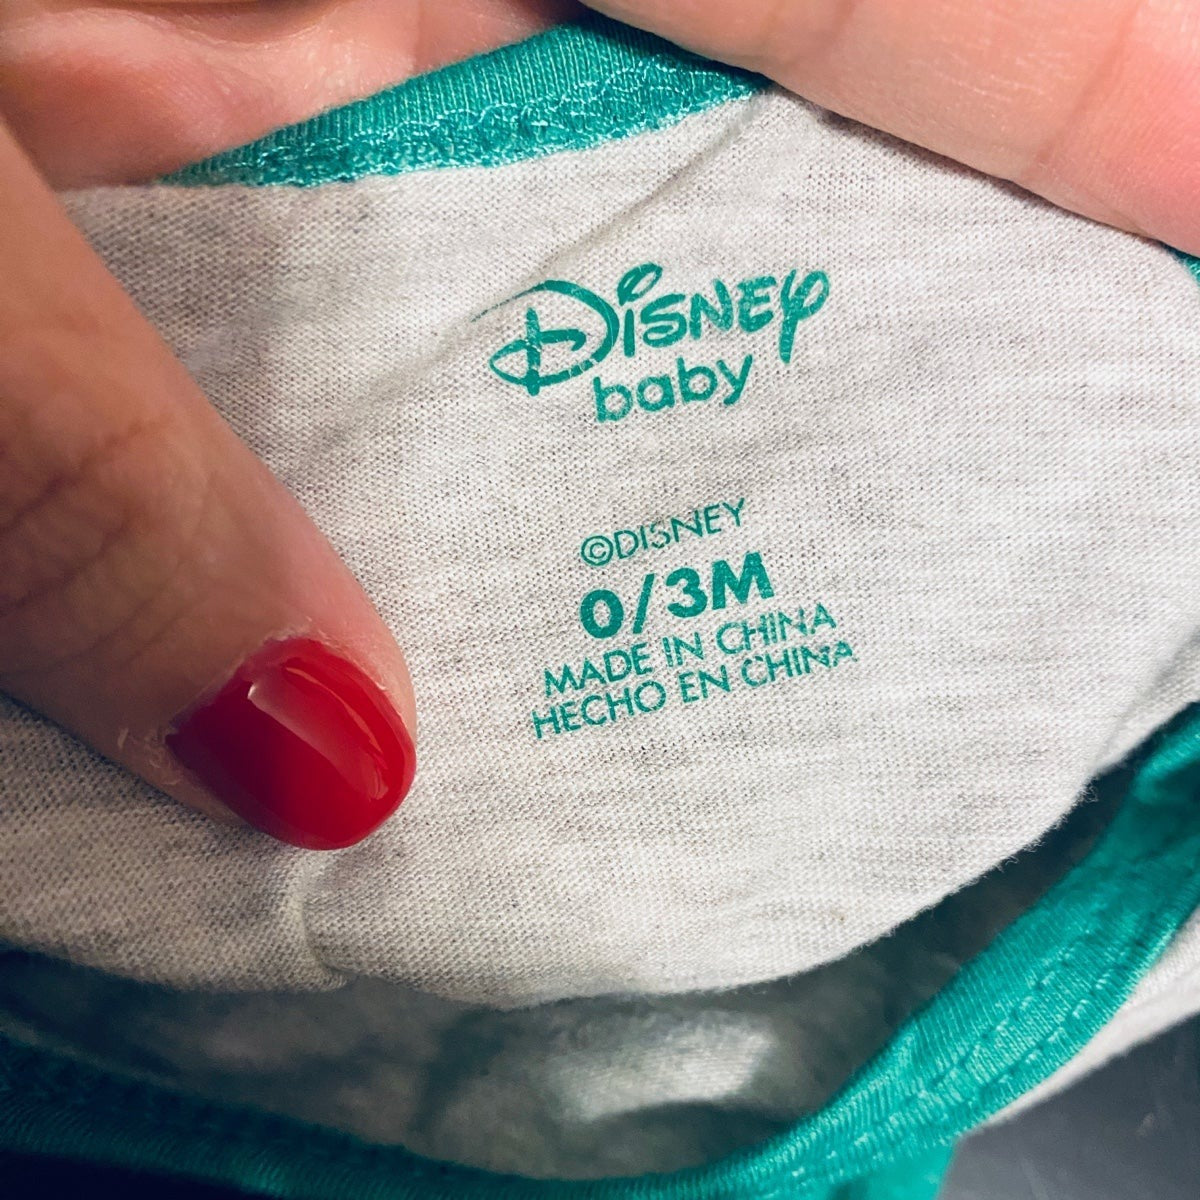 Disney
baby
©DISNEY
0/3M
MADE IN CHINA
HECHO EN CHINA